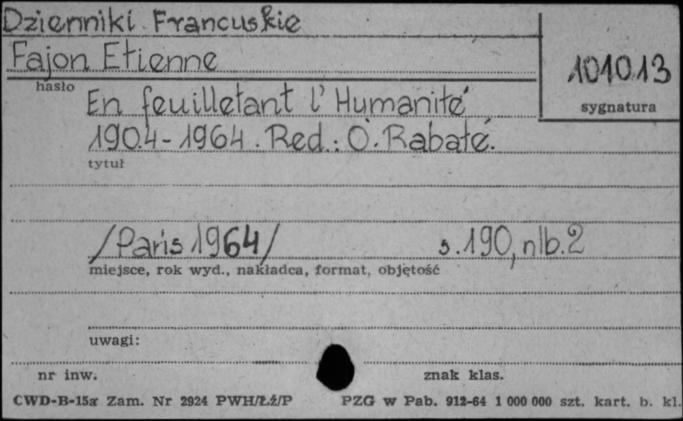 Dzienniki Francuskie
Fajon Etienne
101013
hasło
sygnatura
En feuilletant l'Humanité
1904-1964. Red.: O. Rabaté.
tytuł
/Paris 1964/ s. 190, nlb. 2
miejsce, rok wyd., nakładca, format, objętość
uwagi:
nr inw. znak klas.
CWD-B-15a Zam. Nr 2924 PWH/Łź/P PZG w Pab. 912-64 1 000 000 szt. kart. b. kl.